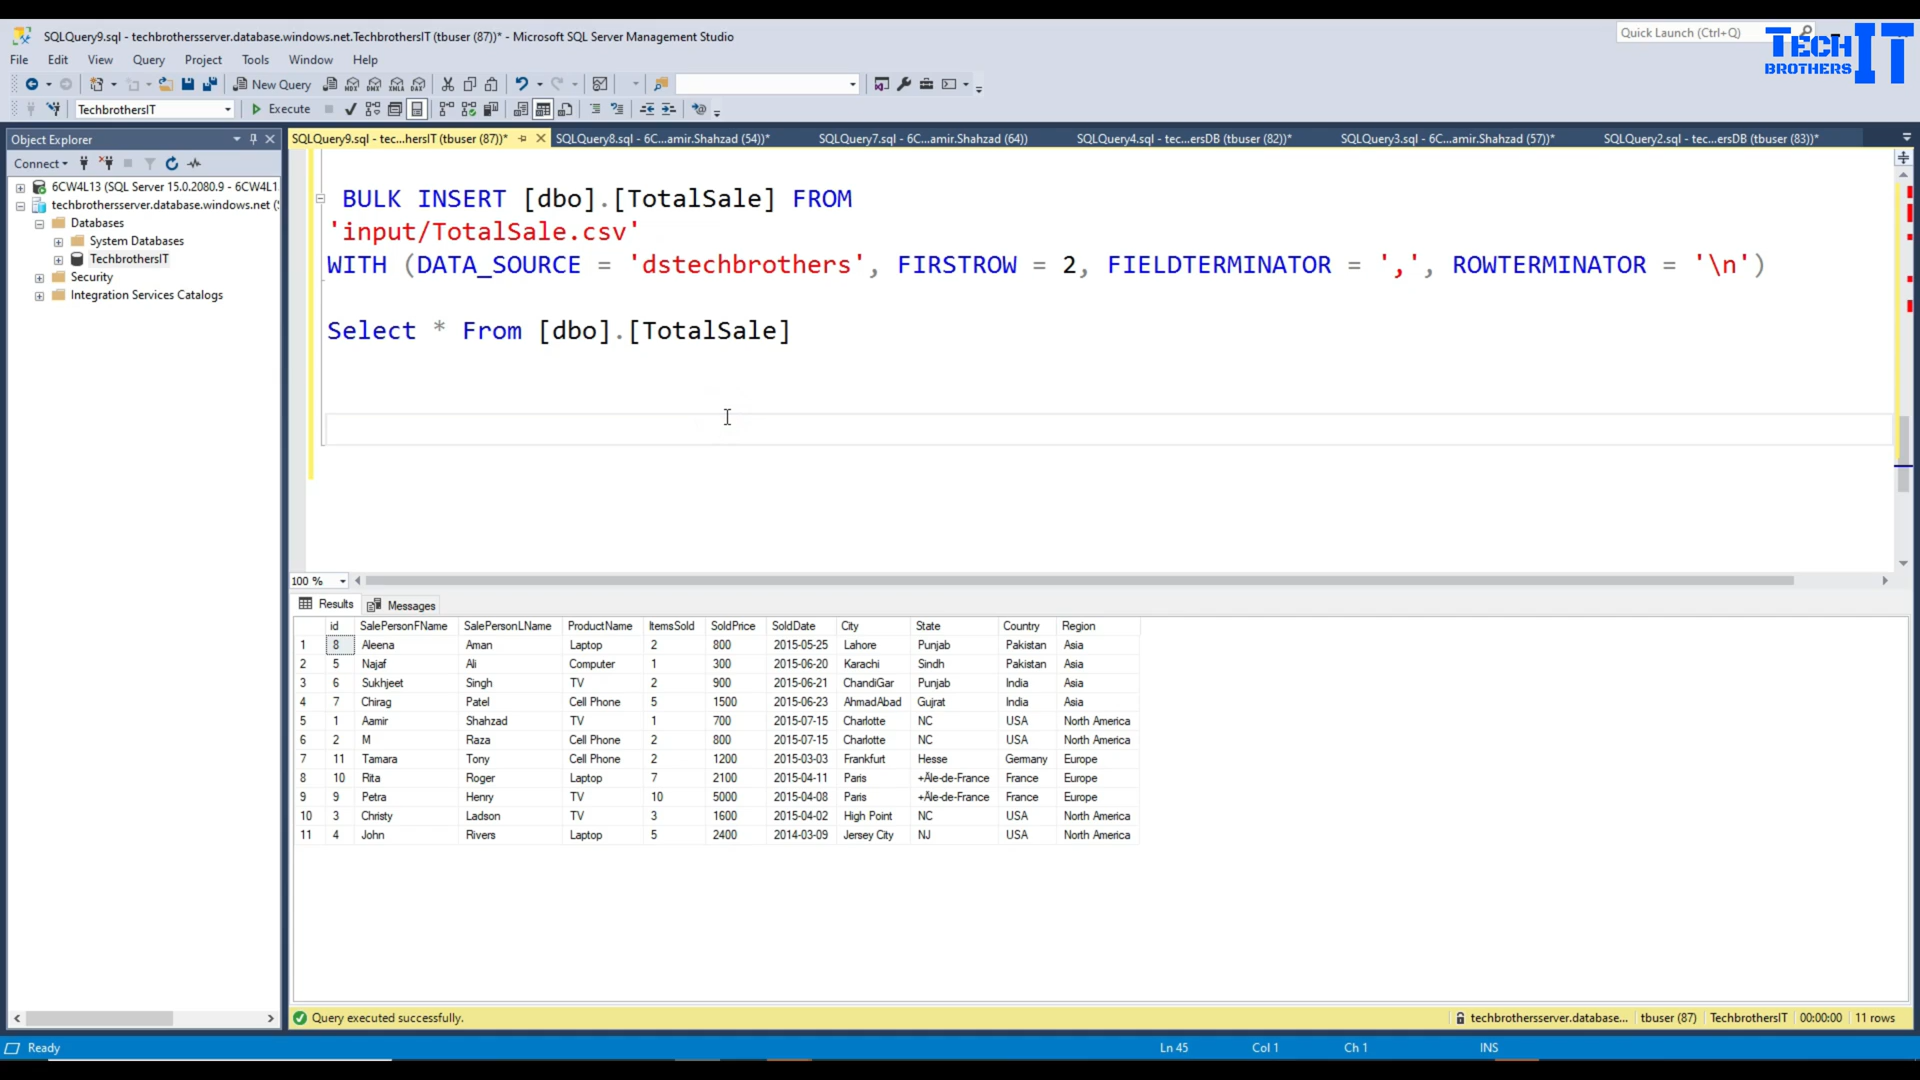 SQLQuery9.sql - techbrothersserver.database.windows.net.TechbrothersIT (tbuser (87))* - Microsoft SQL Server Management Studio
Quick Launch (Ctrl+Q)
TECH BROTHERS IT
File Edit View Query Project Tools Window Help
New Query
TechbrothersIT Execute
Object Explorer
SQLQuery9.sql - tec...hersIT (tbuser (87))* SQLQuery8.sql - 6C...amir.Shahzad (54))* SQLQuery7.sql - 6C...amir.Shahzad (64)) SQLQuery4.sql - tec...ersDB (tbuser (82))* SQLQuery3.sql - 6C...amir.Shahzad (57))* SQLQuery2.sql - tec...ersDB (tbuser (83))*
Connect
6CW4L13 (SQL Server 15.0.2080.9 - 6CW4L1
techbrothersserver.database.windows.net (
Databases
System Databases
TechbrothersIT
Security
Integration Services Catalogs
BULK INSERT [dbo].[TotalSale] FROM
'input/TotalSale.csv'
WITH (DATA_SOURCE = 'dstechbrothers', FIRSTROW = 2, FIELDTERMINATOR = ',', ROWTERMINATOR = '\n')
Select * From [dbo].[TotalSale]
100 %
Results Messages
id SalePersonFName SalePersonLName ProductName ItemsSold SoldPrice SoldDate City State Country Region
1 8 Aleena Aman Laptop 2 800 2015-05-25 Lahore Punjab Pakistan Asia
2 5 Najaf Ali Computer 1 300 2015-06-20 Karachi Sindh Pakistan Asia
3 6 Sukhjeet Singh TV 2 900 2015-06-21 ChandiGar Punjab India Asia
4 7 Chirag Patel Cell Phone 5 1500 2015-06-23 AhmadAbad Gujrat India Asia
5 1 Aamir Shahzad TV 1 700 2015-07-15 Charlotte NC USA North America
6 2 M Raza Cell Phone 2 800 2015-07-15 Charlotte NC USA North America
7 11 Tamara Tony Cell Phone 2 1200 2015-03-03 Frankfurt Hesse Germany Europe
8 10 Rita Roger Laptop 7 2100 2015-04-11 Paris +Äle-de-France France Europe
9 9 Petra Henry TV 10 5000 2015-04-08 Paris +Äle-de-France France Europe
10 3 Christy Ladson TV 3 1600 2015-04-02 High Point NC USA North America
11 4 John Rivers Laptop 5 2400 2014-03-09 Jersey City NJ USA North America
Query executed successfully.
techbrothersserver.database... tbuser (87) TechbrothersIT 00:00:00 11 rows
Ready Ln 45 Col 1 Ch 1 INS